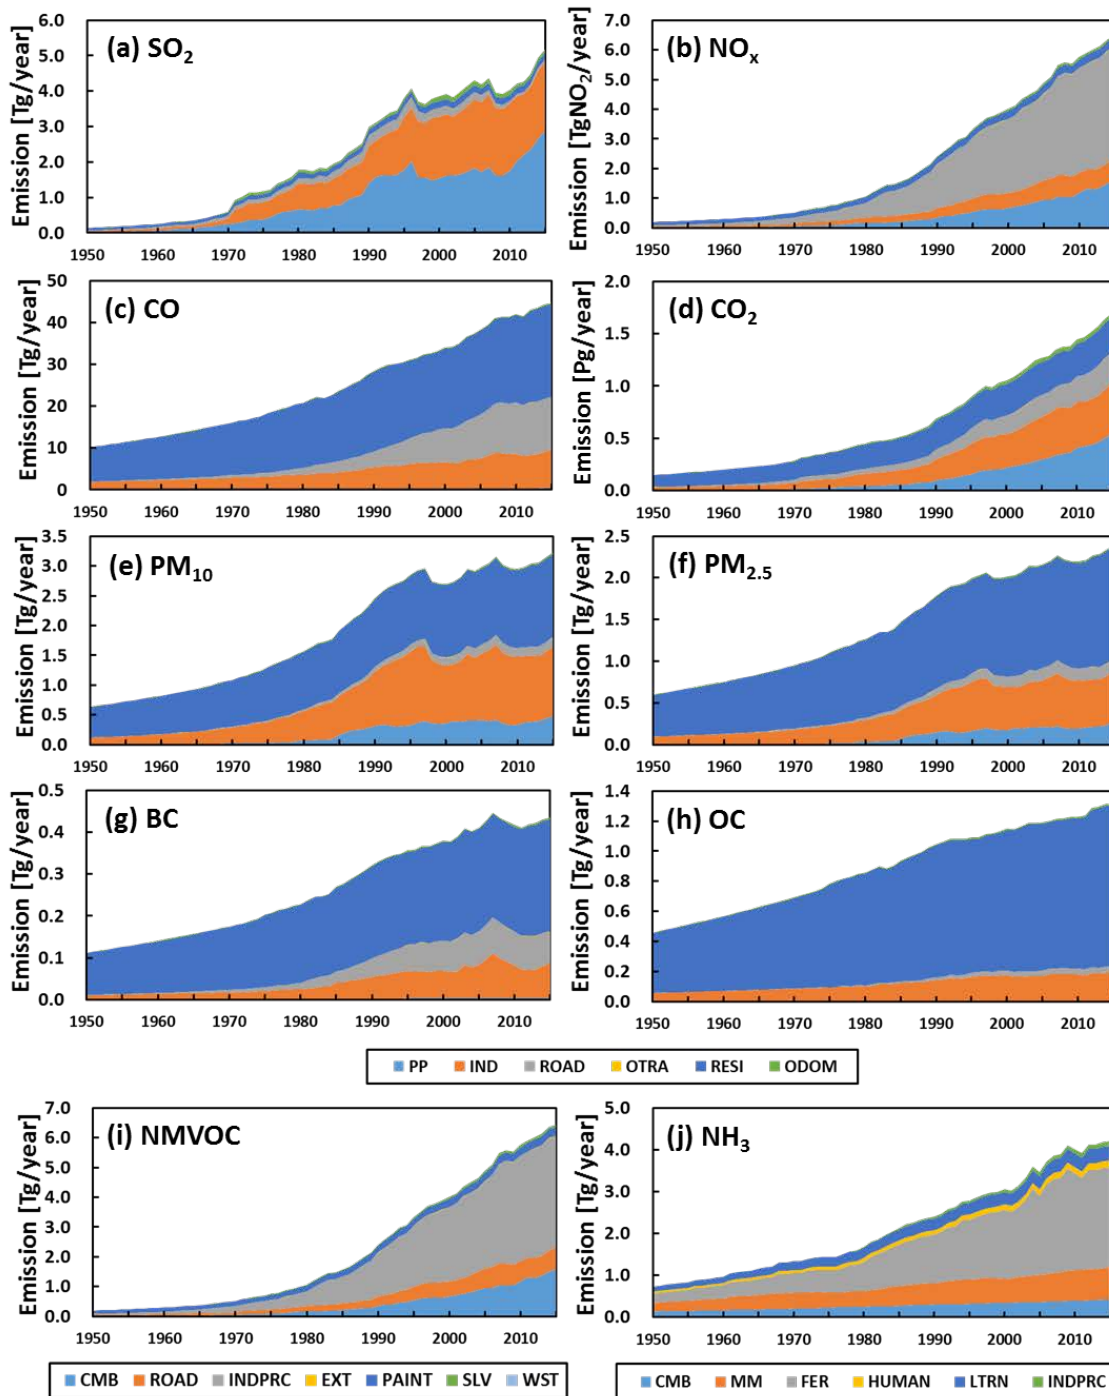 (a) SO2
Emission [Tg/year]
6.0
5.0
4.0
3.0
2.0
1.0
0.0
1950 1960 1970 1980 1990 2000 2010
(b) NOx
Emission [TgNO2/year]
7.0
6.0
5.0
4.0
3.0
2.0
1.0
0.0
1950 1960 1970 1980 1990 2000 2010
(c) CO
Emission [Tg/year]
50
40
30
20
10
0
1950 1960 1970 1980 1990 2000 2010
(d) CO2
Emission [Pg/year]
2.0
1.5
1.0
0.5
0.0
1950 1960 1970 1980 1990 2000 2010
(e) PM10
Emission [Tg/year]
3.5
3.0
2.5
2.0
1.5
1.0
0.5
0.0
1950 1960 1970 1980 1990 2000 2010
(f) PM2.5
Emission [Tg/year]
2.5
2.0
1.5
1.0
0.5
0.0
1950 1960 1970 1980 1990 2000 2010
(g) BC
Emission [Tg/year]
0.5
0.4
0.3
0.2
0.1
0.0
1950 1960 1970 1980 1990 2000 2010
(h) OC
Emission [Tg/year]
1.4
1.2
1.0
0.8
0.6
0.4
0.2
0.0
1950 1960 1970 1980 1990 2000 2010
PP IND ROAD OTRA RESI ODOM
(i) NMVOC
Emission [Tg/year]
7.0
6.0
5.0
4.0
3.0
2.0
1.0
0.0
1950 1960 1970 1980 1990 2000 2010
CMB ROAD INDPRC EXT PAINT SLV WST
(j) NH3
Emission [Tg/year]
5.0
4.0
3.0
2.0
1.0
0.0
1950 1960 1970 1980 1990 2000 2010
CMB MM FER HUMAN LTRN INDPRC